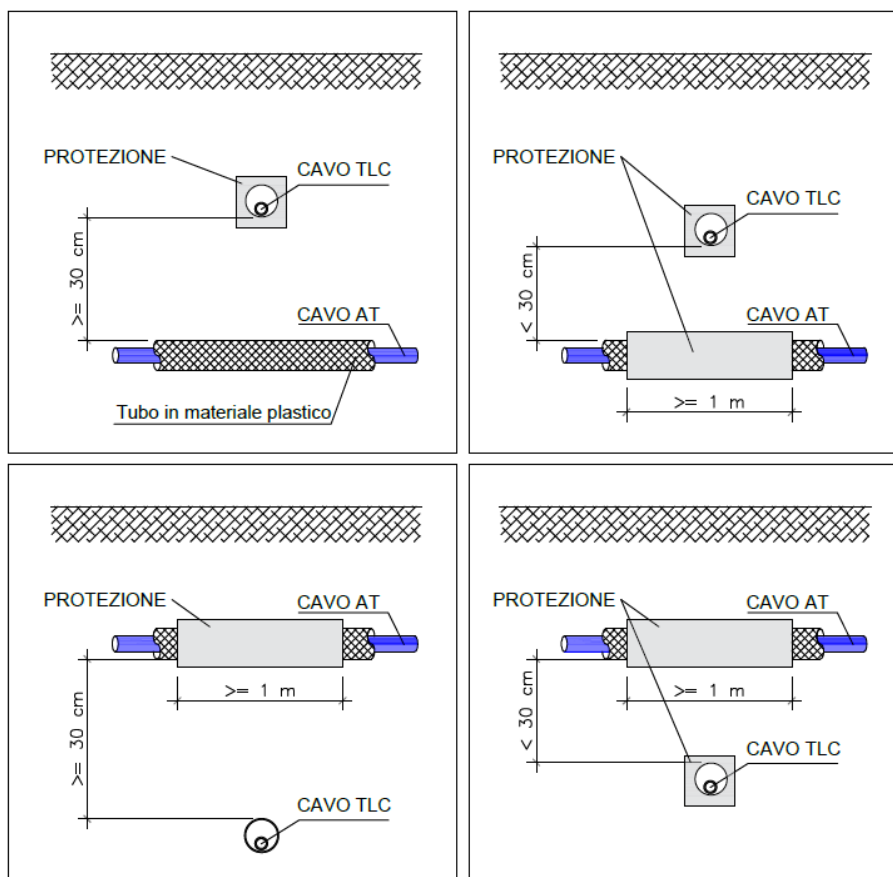 PROTEZIONE
CAVO TLC
>= 30 cm
CAVO AT
Tubo in materiale plastico
PROTEZIONE
CAVO TLC
< 30 cm
CAVO AT
>= 1 m
PROTEZIONE
CAVO AT
>= 1 m
>= 30 cm
CAVO TLC
PROTEZIONE
CAVO AT
>= 1 m
< 30 cm
CAVO TLC